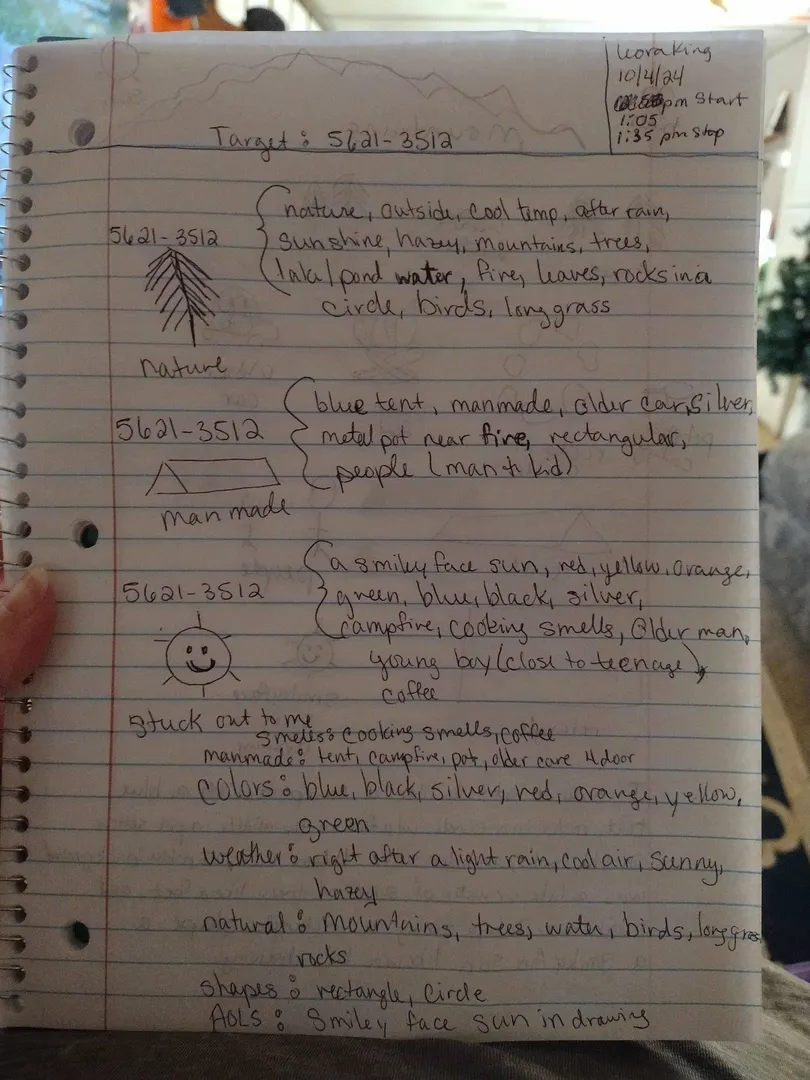 Leora King
10/4/24
pm Start
1:05
1:35 pm Stop
Target: 5621-3512
5621-3512
nature, outside, cool temp, after rain,
sunshine, hazey, mountains, trees,
lake/pond water, fire, leaves, rocks in a
circle, birds, long grass
nature
5621-3512
blue tent, manmade, older car, silver,
metal pot near fire, rectangular,
people (man + kid)
manmade
5621-3512
a smiley face sun, red, yellow, orange,
green, blue, black, silver,
campfire, cooking smells, older man,
young boy (close to teenage),
coffee
Stuck out to me
smells: cooking smells, coffee
manmade: tent, campfire, pot, older care 4door
colors: blue, black, silver, red, orange, yellow,
green
weather: right after a light rain, cool air, sunny,
hazey
natural: mountains, trees, water, birds, long grass
rocks
shapes: rectangle, circle
AOLS: Smiley face sun in drawing